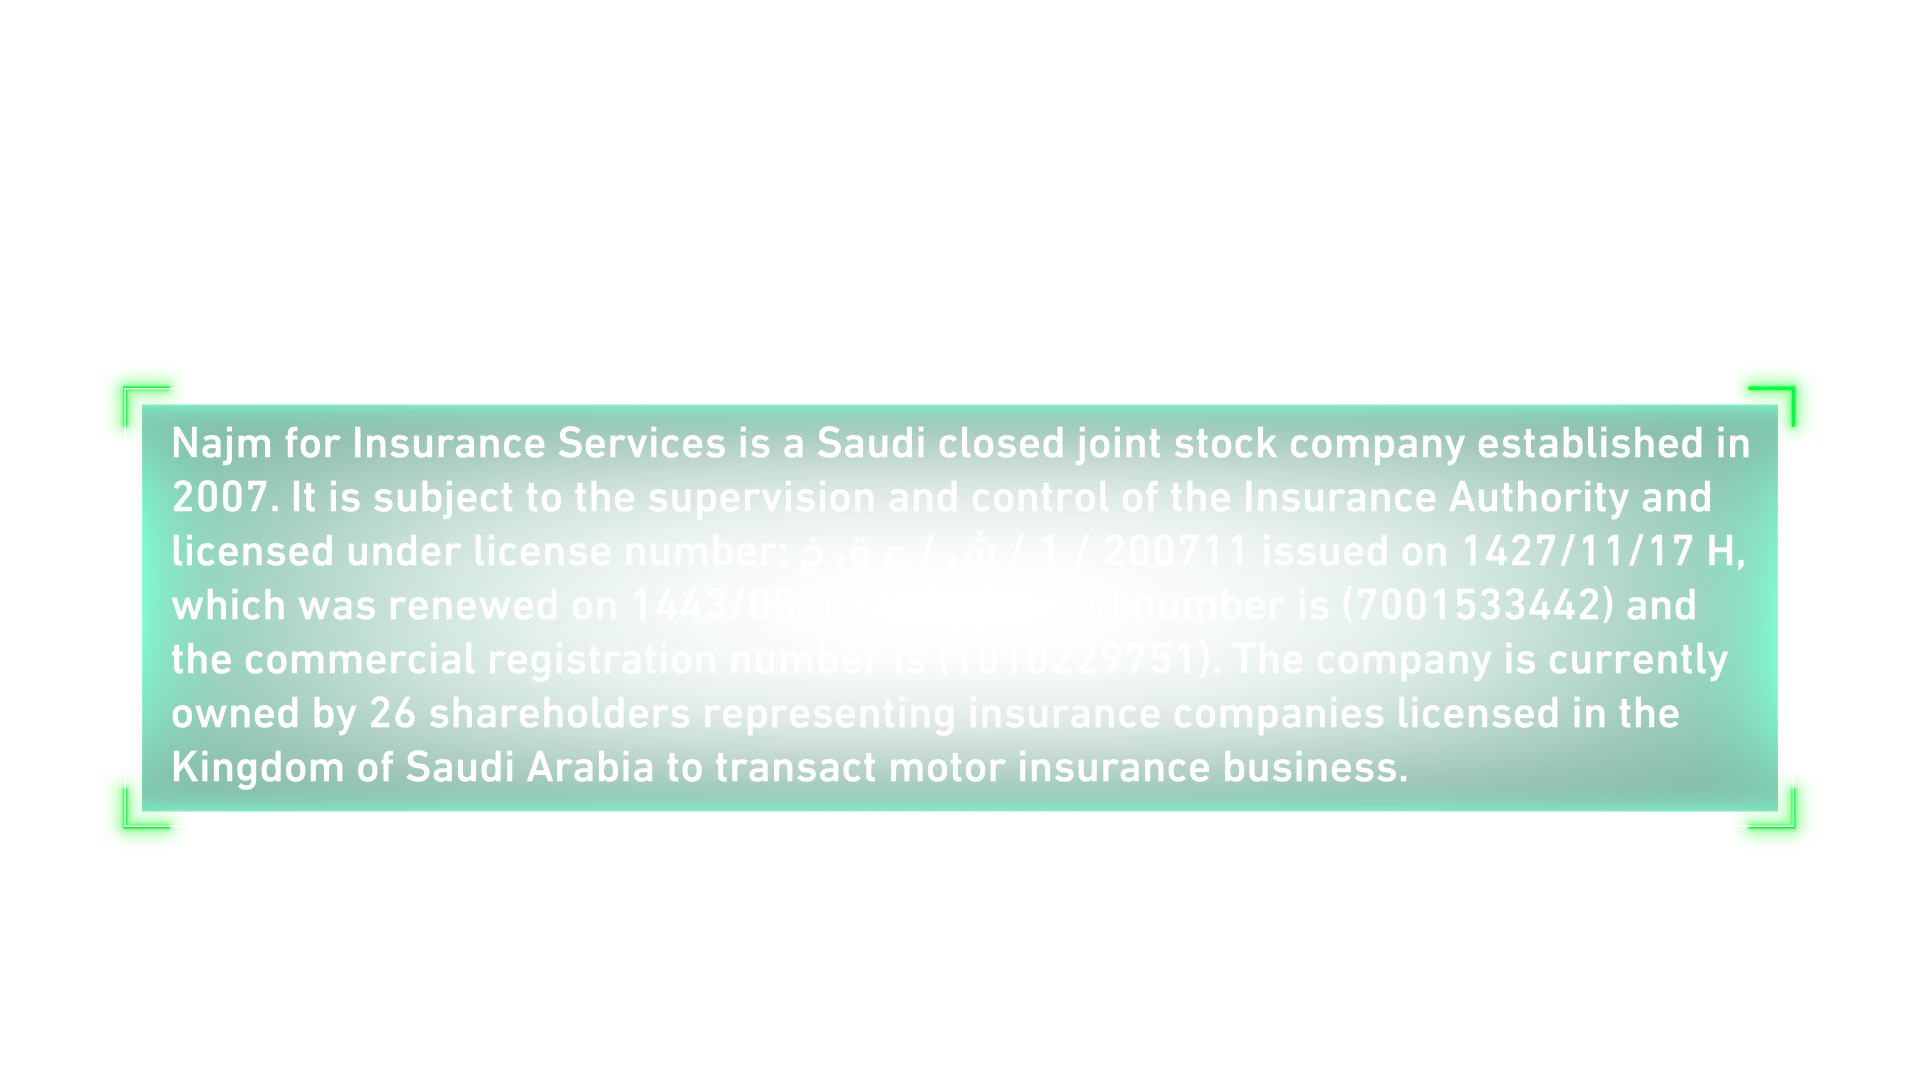 Najm for Insurance Services is a Saudi closed joint stock company established in
2007. It is subject to the supervision and control of the Insurance Authority and
licensed under license number: خ ق ع / ش / 1 / 200711 issued on 1427/11/17 H,
which was renewed on 1443/05/15 number is (7001533442) and
the commercial registration number is (1010229751). The company is currently
owned by 26 shareholders representing insurance companies licensed in the
Kingdom of Saudi Arabia to transact motor insurance business.